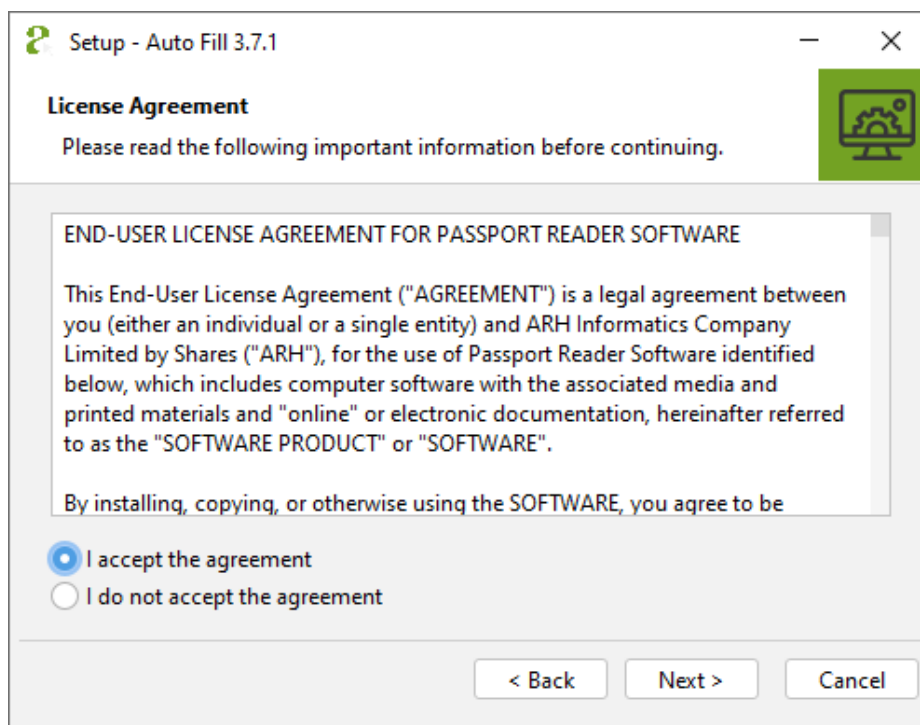 Setup - Auto Fill 3.7.1
License Agreement
Please read the following important information before continuing.
END-USER LICENSE AGREEMENT FOR PASSPORT READER SOFTWARE
This End-User License Agreement ("AGREEMENT") is a legal agreement between
you (either an individual or a single entity) and ARH Informatics Company
Limited by Shares ("ARH"), for the use of Passport Reader Software identified
below, which includes computer software with the associated media and
printed materials and "online" or electronic documentation, hereinafter referred
to as the "SOFTWARE PRODUCT" or "SOFTWARE".
By installing, copying, or otherwise using the SOFTWARE, you agree to be
I accept the agreement
I do not accept the agreement
< Back
Next >
Cancel